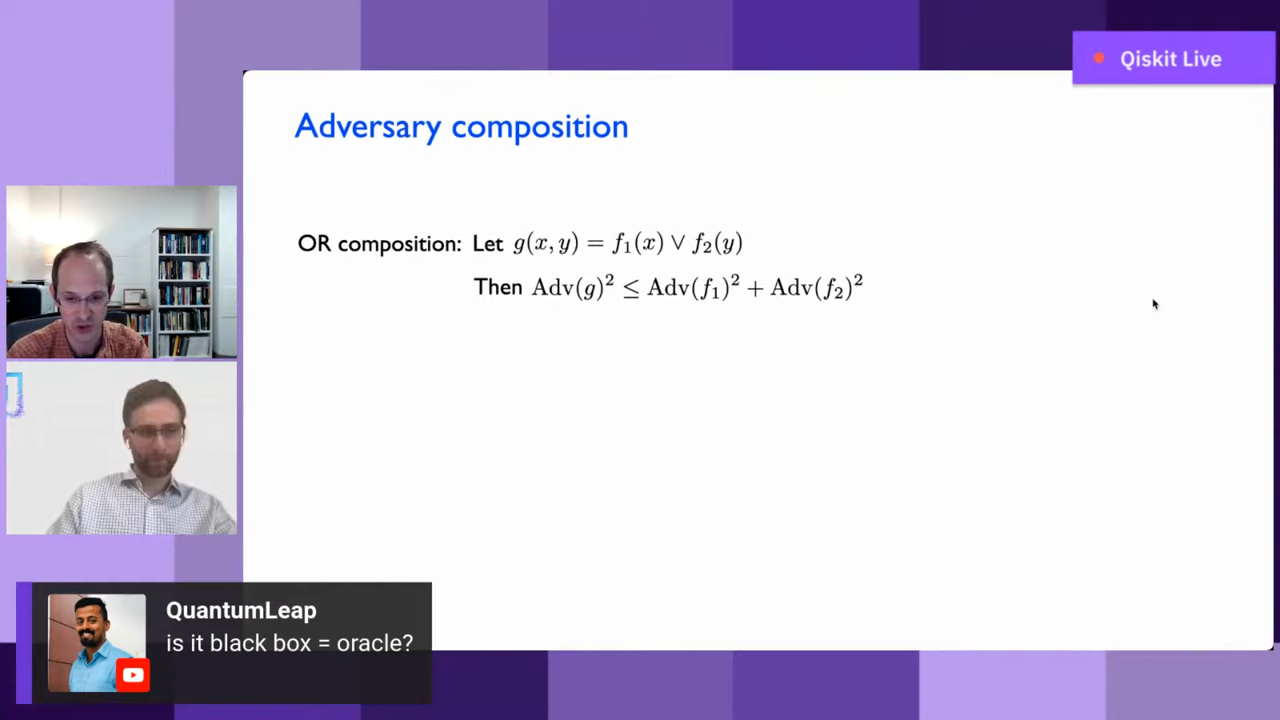 Qiskit Live
Adversary composition
OR composition: Let g(x, y) = f₁(x) ∨ f₂(y)
Then Adv(g)² ≤ Adv(f₁)² + Adv(f₂)²
QuantumLeap
is it black box = oracle?